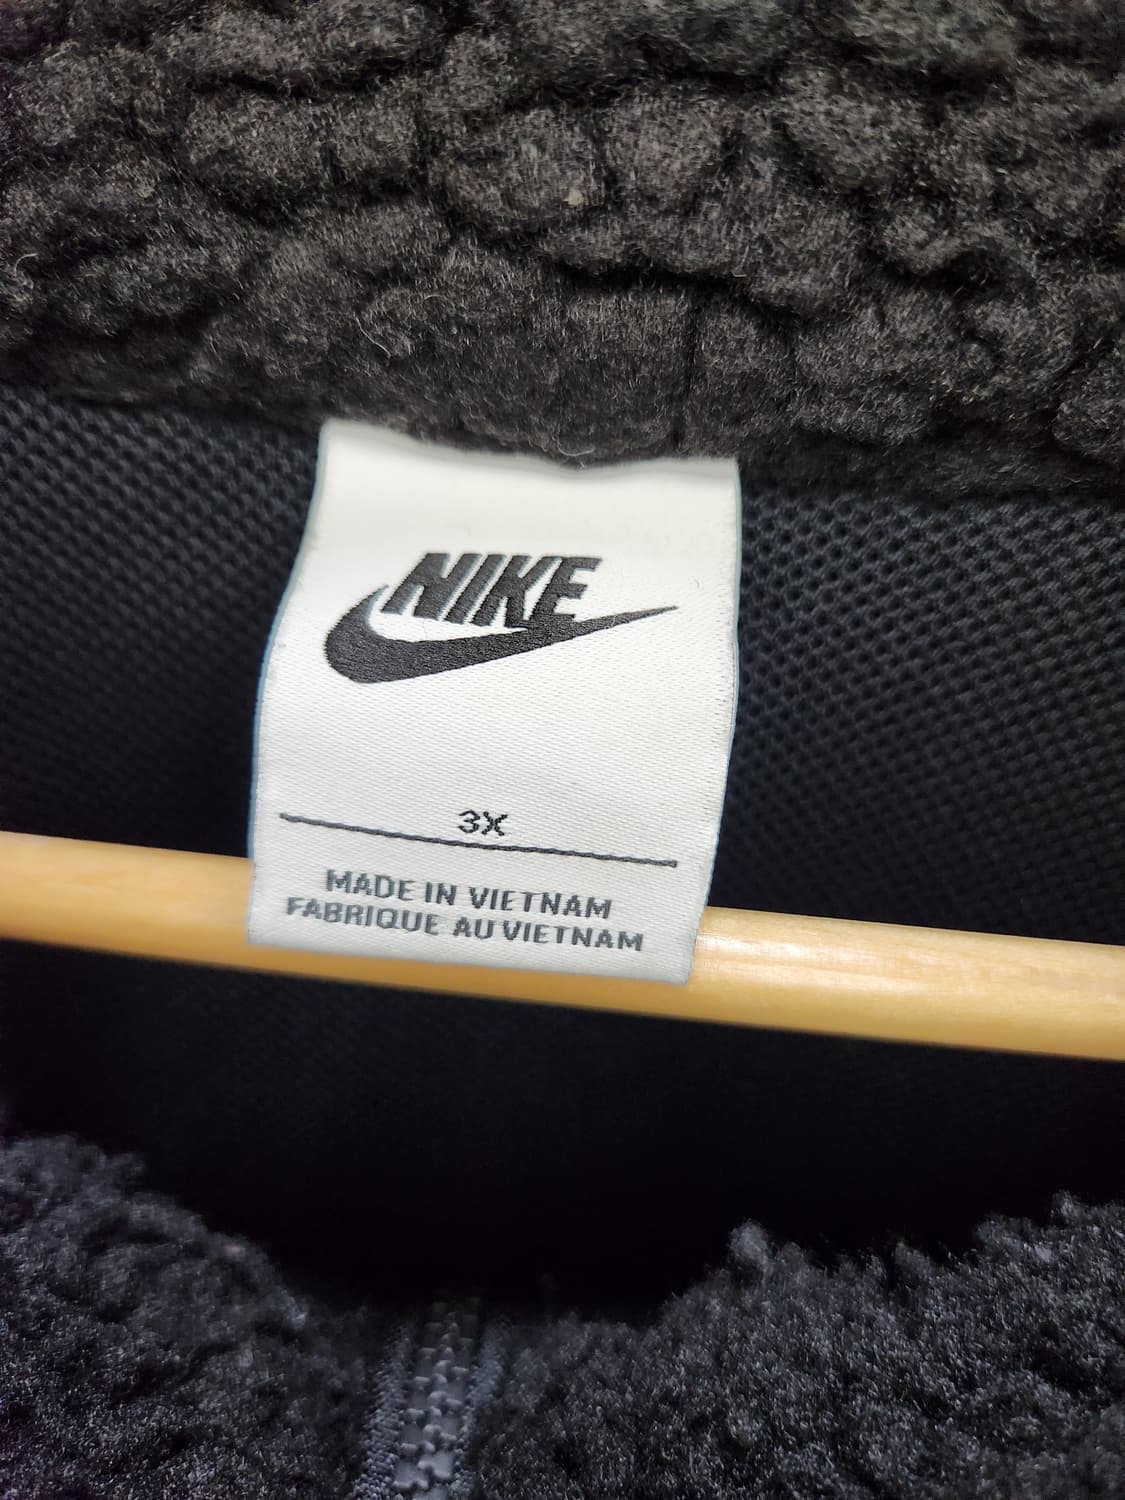 NIKE
3X
MADE IN VIETNAM
FABRIQUE AU VIETNAM